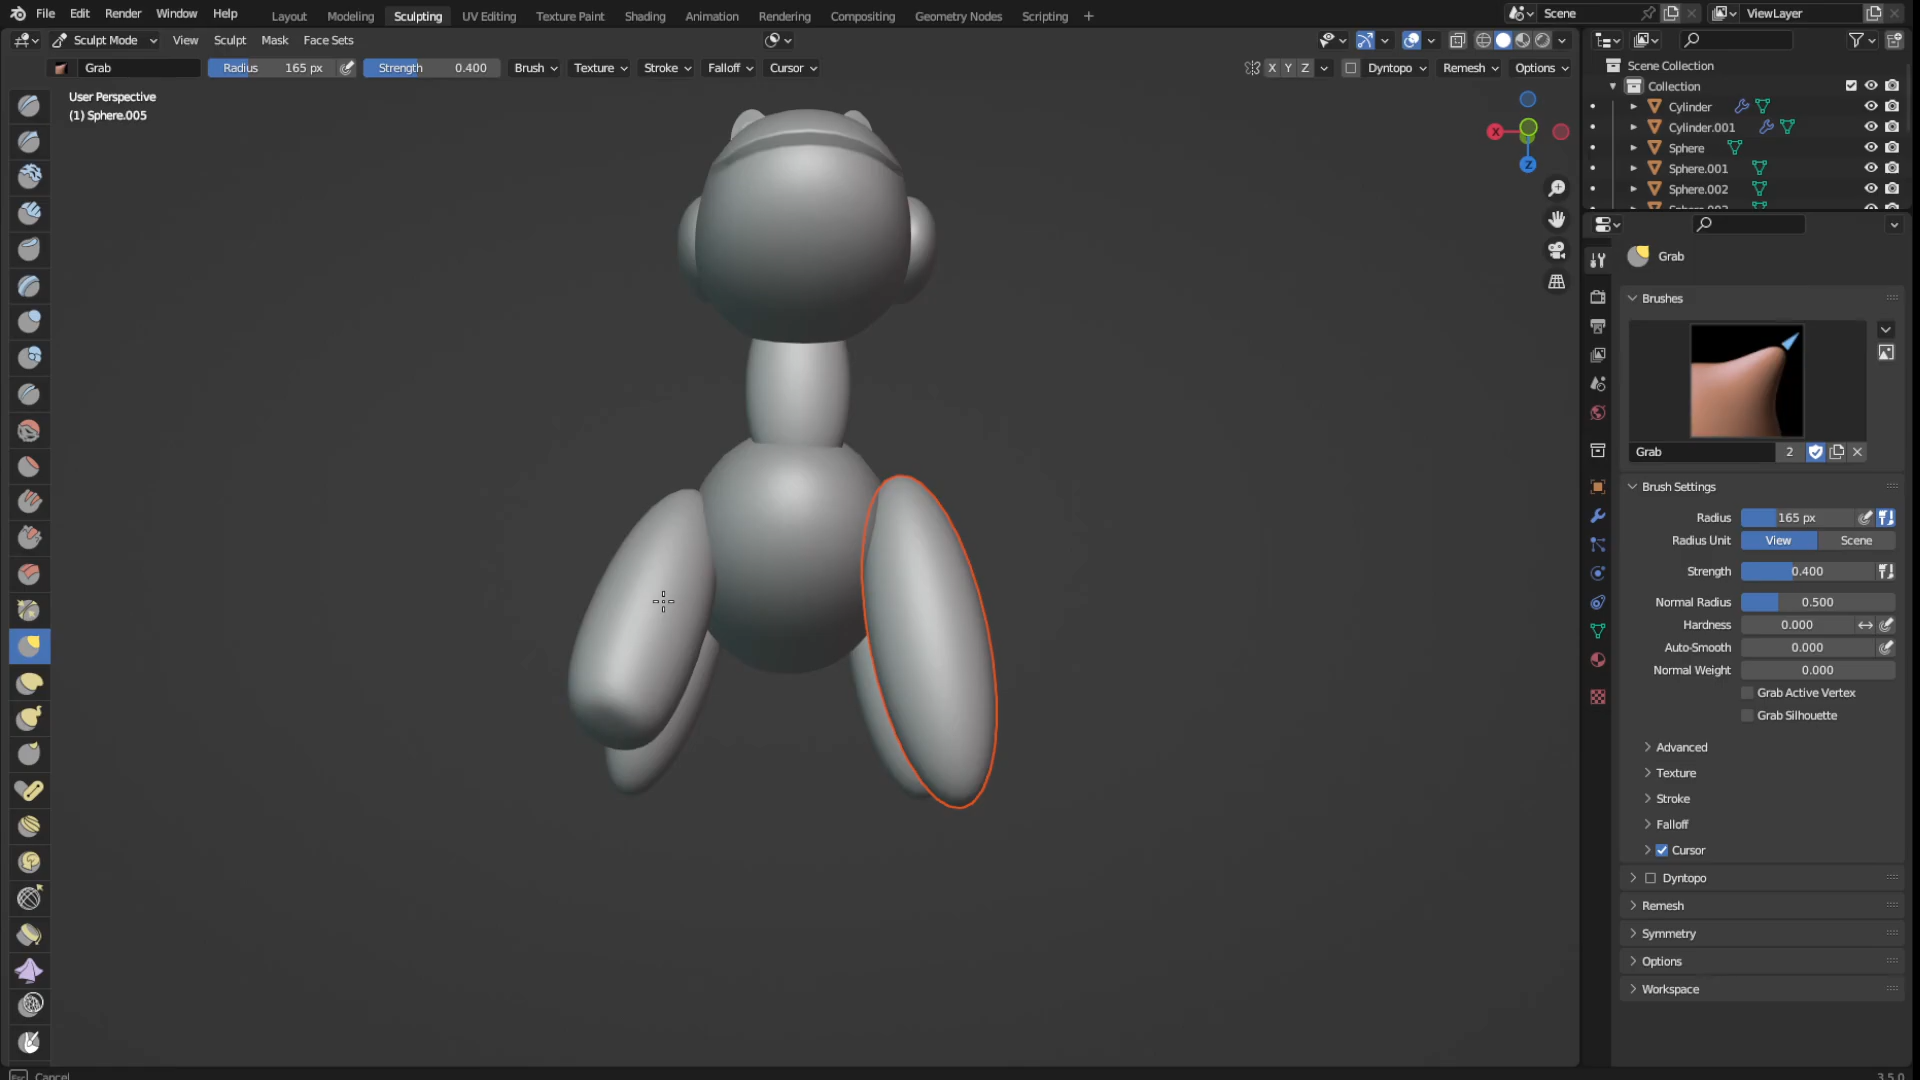 File Edit Render Window Help Layout Modeling Sculpting UV Editing Texture Paint Shading Animation Rendering Compositing Geometry Nodes Scripting + Scene ViewLayer
Sculpt Mode View Sculpt Mask Face Sets
Grab Radius 165 px Strength 0.400 Brush Texture Stroke Falloff Cursor X Y Z Dyntopo Remesh Options
User Perspective
(1) Sphere.005
X
Z
Scene Collection
Collection
Cylinder
Cylinder.001
Sphere
Sphere.001
Sphere.002
Grab
Brushes
Grab 2
Brush Settings
Radius 165 px
Radius Unit View Scene
Strength 0.400
Normal Radius 0.500
Hardness 0.000
Auto-Smooth 0.000
Normal Weight 0.000
Grab Active Vertex
Grab Silhouette
Advanced
Texture
Stroke
Falloff
Cursor
Dyntopo
Remesh
Symmetry
Options
Workspace
Esc Cancel
3.5.0